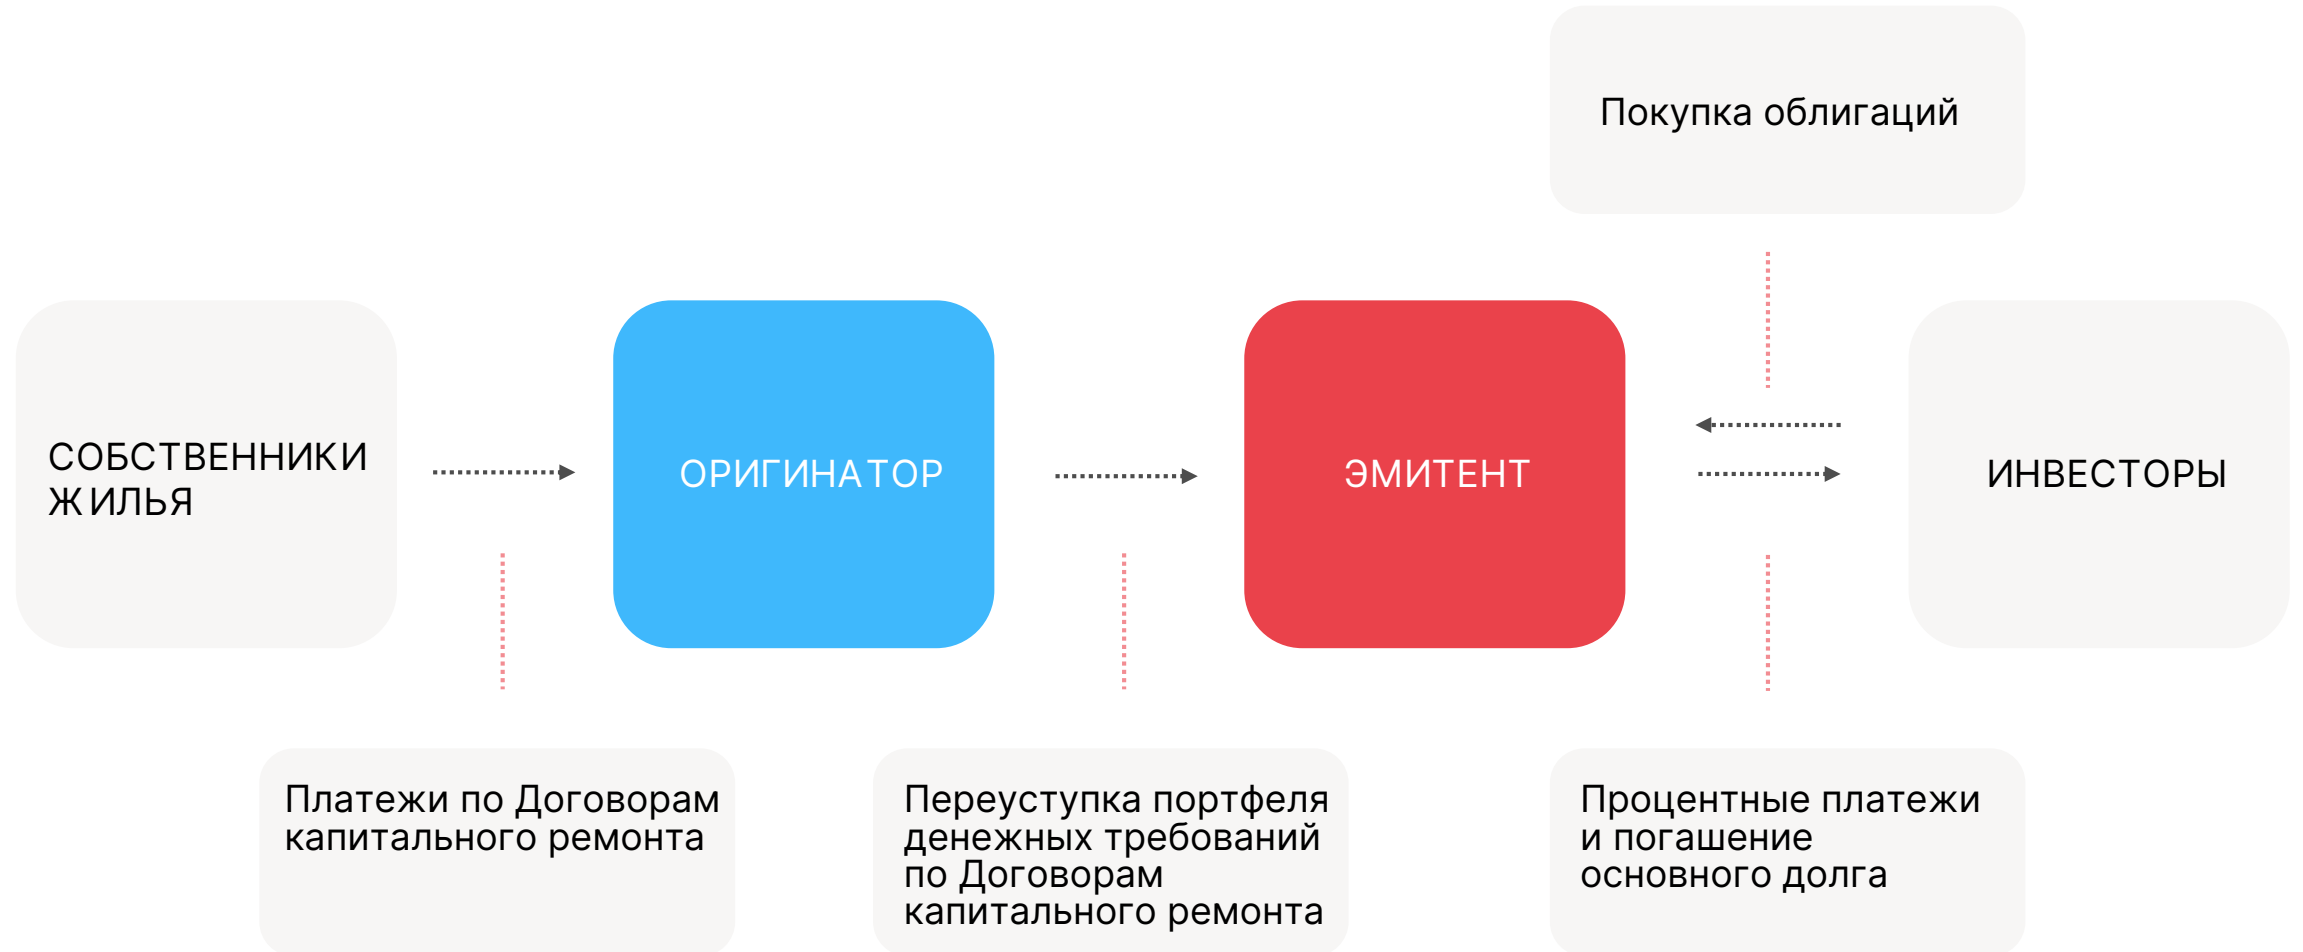 Покупка облигаций
СОБСТВЕННИКИ
ЖИЛЬЯ
ОРИГИНАТОР
ЭМИТЕНТ
ИНВЕСТОРЫ
Платежи по Договорам
капитального ремонта
Переуступка портфеля
денежных требований
по Договорам
капитального ремонта
Процентные платежи
и погашение
основного долга